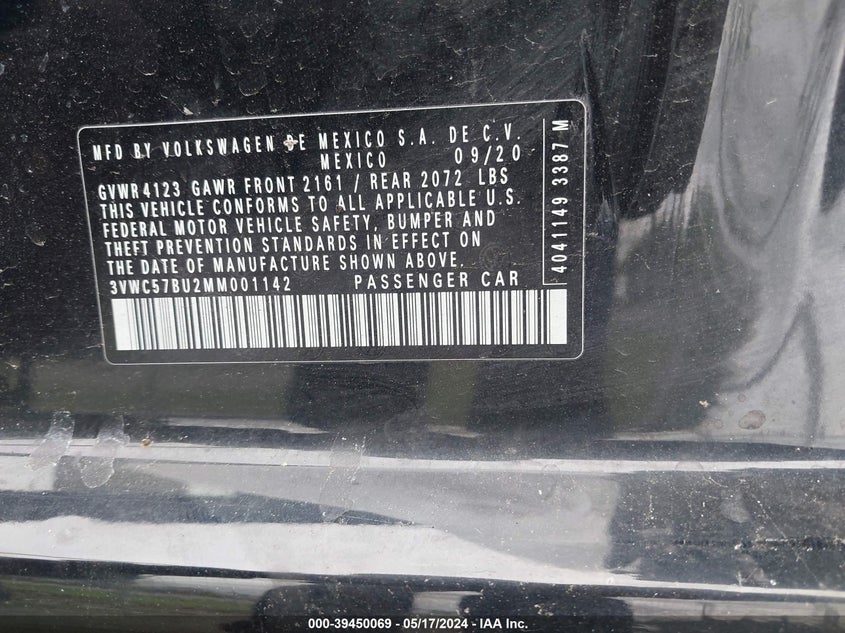 MFD BY VOLKSWAGEN DE MEXICO S.A. DE C.V.
MEXICO 09/20
GVWR 4123 GAWR FRONT 2161 / REAR 2072 LBS
THIS VEHICLE CONFORMS TO ALL APPLICABLE U.S.
FEDERAL MOTOR VEHICLE SAFETY, BUMPER AND
THEFT PREVENTION STANDARDS IN EFFECT ON
THE DATE OF MANUFACTURE SHOWN ABOVE.
3VWC57BU2MM001142 PASSENGER CAR
4041149 3387 M
000-39450069 - 05/17/2024 - IAA Inc.